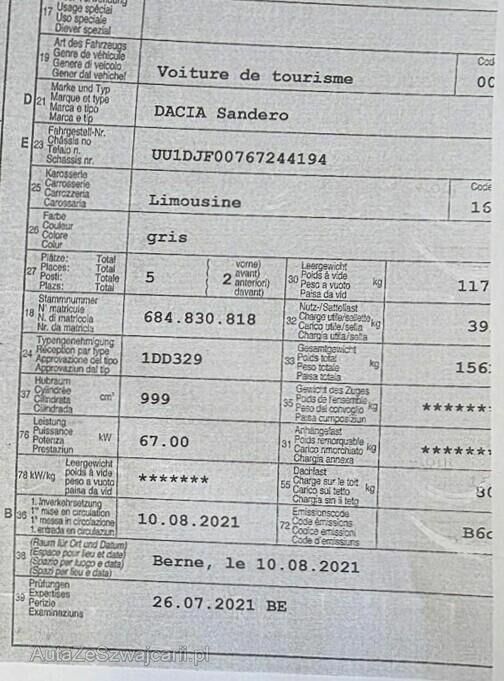 17 Usage spécial
Uso speciale
Diever spezial
19 Art des Fahrzeugs
Genre de véhicule
Genere di veicolo
Gener dal vehichel
Voiture de tourisme
D 21 Marke und Typ
Marque et type
Marca e tipo
Marca e tip
DACIA Sandero
E 23 Fahrgestell-Nr.
Châssis no
Telaio n.
Schassis nr.
UU1DJF00767244194
25 Karosserie
Carrosserie
Carrozzeria
Carossaria
Limousine
Code
16
26 Farbe
Couleur
Colore
Colur
gris
27 Plätze: Total
Places: Total
Posti: Totale
Plazs: Total
5
2
vorne)
avant)
anteriori)
davant)
30 Leergewicht
Poids à vide
Peso a vuoto
Paisa da vid
kg
117
18 Stammnummer
N° matricule
N. di matricola
Nr. da matricla
684.830.818
32 Nutz-/Sattellast
Charge utile/sellette
Carico utile/sella
Chargia utila/sella
kg
39
24 Typengenehmigung
Réception par type
Approvazione del tipo
Approvaziun dal tip
1DD329
33 Gesamtgewicht
Poids total
Peso totale
Paisa totala
kg
156
37 Hubraum
Cylindrée
Cilindrata
Cilindrada
cm³
999
35 Gewicht des Zuges
Poids de l'ensemble
Peso del convoglio
Paisa cumposiziun
kg
******
76 Leistung
Puissance
Potenza
Prestaziun
kW
67.00
31 Anhängelast
Poids remorquable
Carico rimorchiato
Chargia annexa
kg
******
78 kW/kg
Leergewicht
poids à vide
peso a vuoto
paisa da vid
*******
55 Dachlast
Charge sur le toit
Carico sul tetto
Chargia sin il tetg
kg
80
B 36 1. Inverkehrsetzung
1re mise en circulation
1a messa in circolazione
1. entrada en circulaziun
10.08.2021
72 Emissionscode
Code émissions
Codice emissioni
Code d'emissiuns
B6
38 (Raum für Ort und Datum)
(Espace pour lieu et date)
(Spazio per luogo e data)
(Spazi per lieu e data)
Berne, le 10.08.2021
39 Prüfungen
Expertises
Perizie
Examinaziuns
26.07.2021 BE
AutaZeSzwajcarii.pl